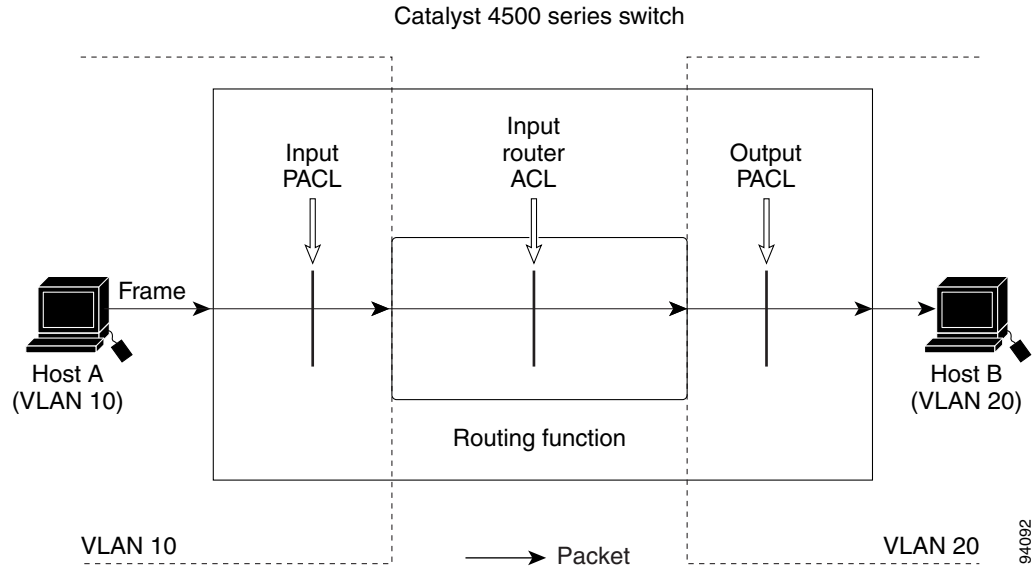 Catalyst 4500 series switch
Input
PACL
Input
router
ACL
Output
PACL
Frame
Host A
(VLAN 10)
Host B
(VLAN 20)
Routing function
VLAN 10
Packet
VLAN 20
94092